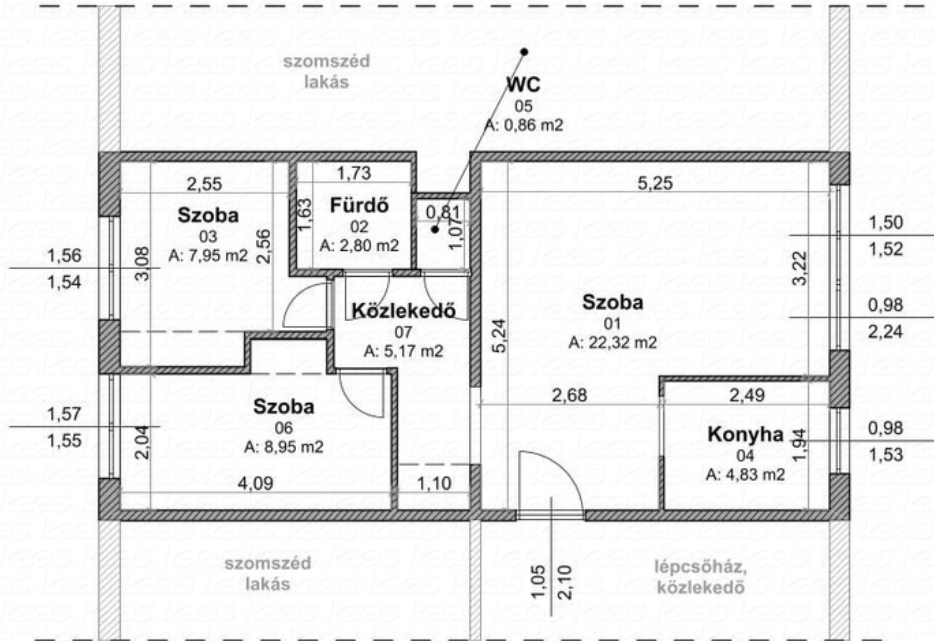 szomszéd
lakás
WC
05
A: 0,86 m2
2,55
1,73
5,25
Szoba
03
A: 7,95 m2
2,56
1,63
Fürdő
02
A: 2,80 m2
0,81
1,07
1,50
1,52
1,56
1,54
3,08
3,22
Közlekedő
07
A: 5,17 m2
Szoba
01
A: 22,32 m2
5,24
0,98
2,24
Szoba
06
A: 8,95 m2
2,68
2,49
1,57
1,55
2,04
Konyha
04
A: 4,83 m2
1,94
0,98
1,53
4,09
1,10
szomszéd
lakás
1,05
2,10
lépcsőház,
közlekedő